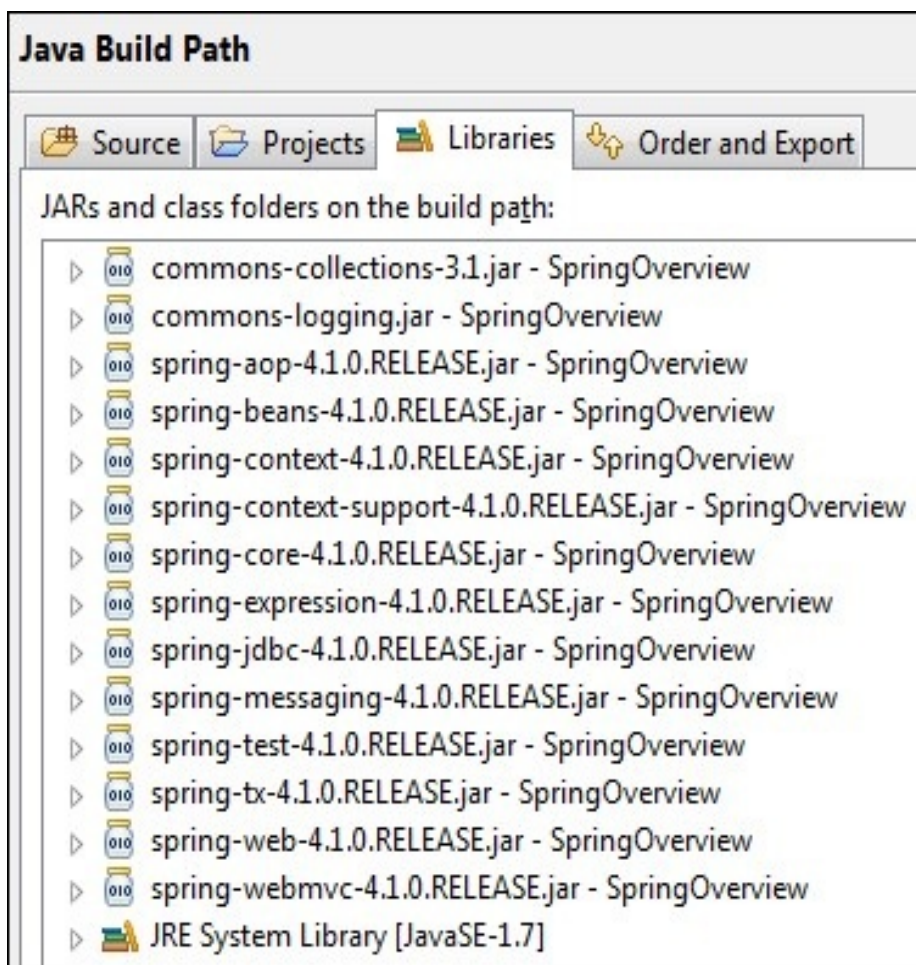 Java Build Path
Source Projects Libraries Order and Export
JARs and class folders on the build path:
commons-collections-3.1.jar - SpringOverview
commons-logging.jar - SpringOverview
spring-aop-4.1.0.RELEASE.jar - SpringOverview
spring-beans-4.1.0.RELEASE.jar - SpringOverview
spring-context-4.1.0.RELEASE.jar - SpringOverview
spring-context-support-4.1.0.RELEASE.jar - SpringOverview
spring-core-4.1.0.RELEASE.jar - SpringOverview
spring-expression-4.1.0.RELEASE.jar - SpringOverview
spring-jdbc-4.1.0.RELEASE.jar - SpringOverview
spring-messaging-4.1.0.RELEASE.jar - SpringOverview
spring-test-4.1.0.RELEASE.jar - SpringOverview
spring-tx-4.1.0.RELEASE.jar - SpringOverview
spring-web-4.1.0.RELEASE.jar - SpringOverview
spring-webmvc-4.1.0.RELEASE.jar - SpringOverview
JRE System Library [JavaSE-1.7]